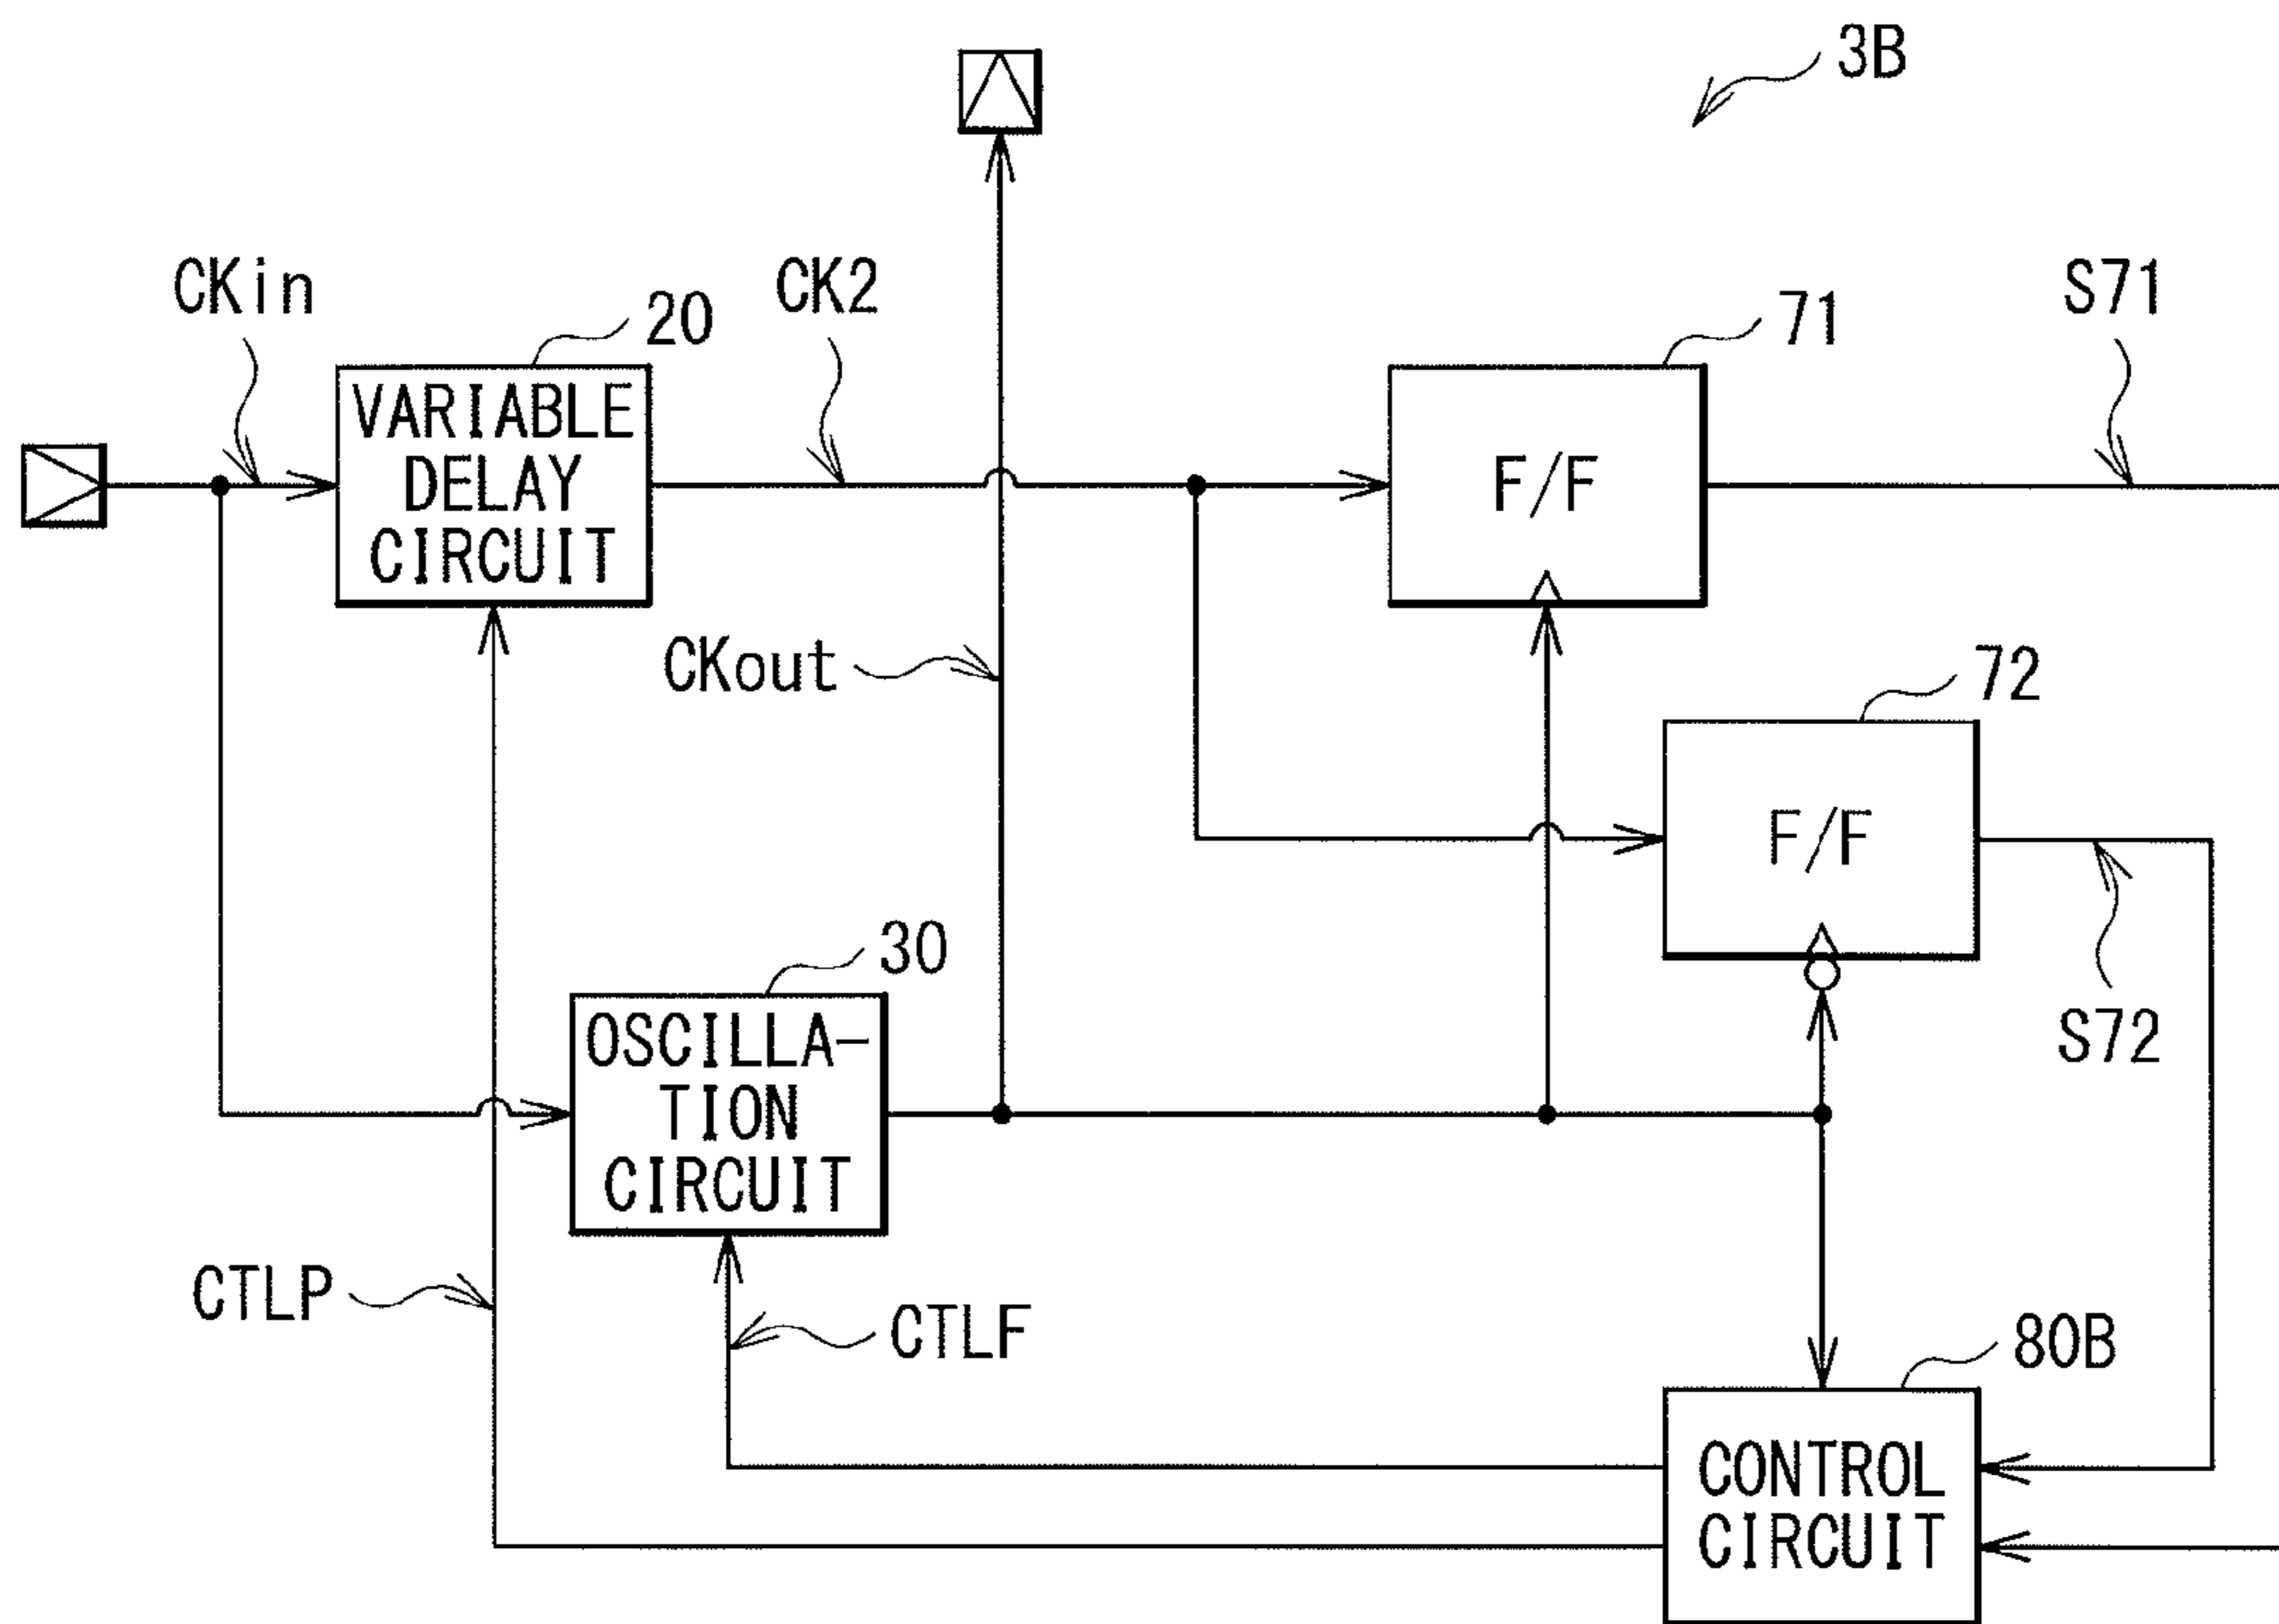 3B
CKin
20
CK2
71
S71
VARIABLE
DELAY
CIRCUIT
F/F
CKout
72
F/F
30
OSCILLA-
TION
CIRCUIT
S72
CTLP
CTLF
80B
CONTROL
CIRCUIT